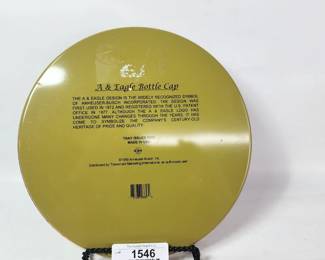 A & Eagle Bottle Cap
THE A & EAGLE DESIGN IS THE WIDELY RECOGNIZED SYMBOL
OF ANHEUSER-BUSCH INCORPORATED. THE DESIGN WAS
FIRST USED IN 1872 AND REGISTERED WITH THE U.S. PATENT
OFFICE IN 1877. ALTHOUGH THE A & EAGLE LOGO HAS
UNDERGONE MANY CHANGES THROUGH THE YEARS, IT HAS
COME TO SYMBOLIZE THE COMPANY'S CENTURY-OLD
HERITAGE OF PRIDE AND QUALITY.
MADE IN
1546